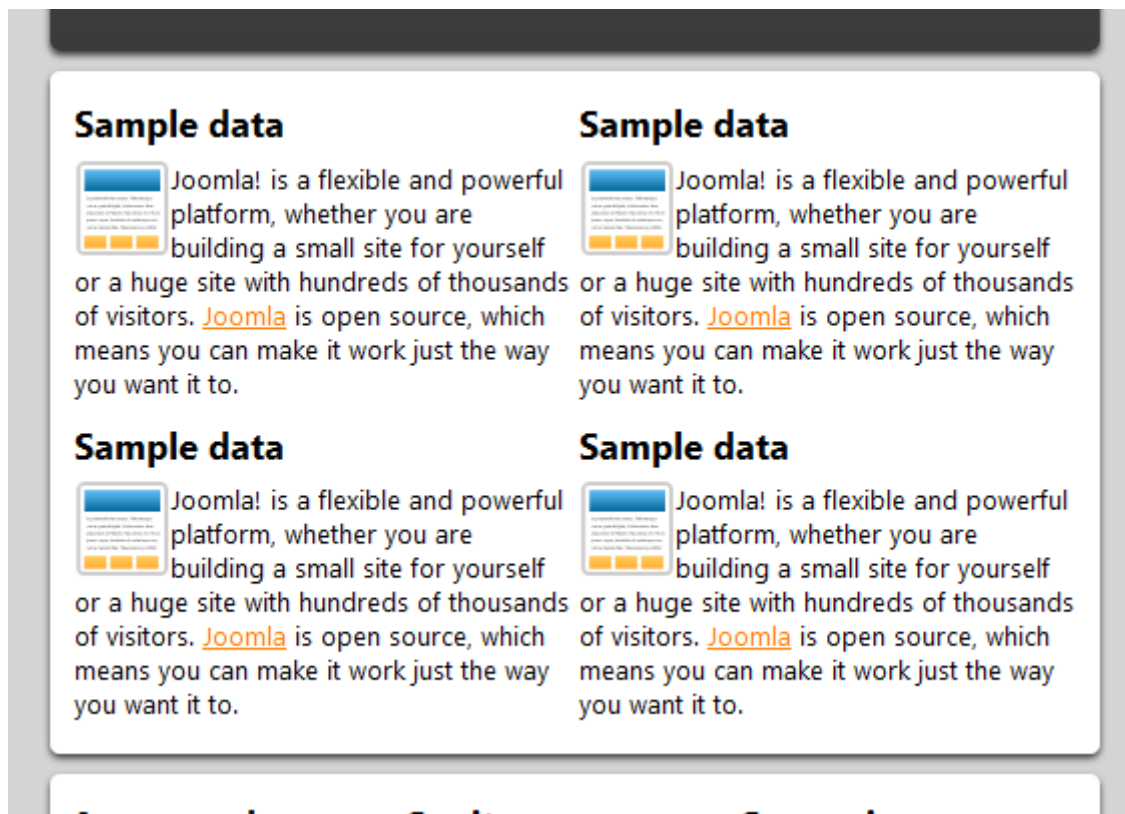 Sample data
Joomla! is a flexible and powerful
platform, whether you are
building a small site for yourself
or a huge site with hundreds of thousands
of visitors. Joomla is open source, which
means you can make it work just the way
you want it to.
Sample data
Joomla! is a flexible and powerful
platform, whether you are
building a small site for yourself
or a huge site with hundreds of thousands
of visitors. Joomla is open source, which
means you can make it work just the way
you want it to.
Sample data
Joomla! is a flexible and powerful
platform, whether you are
building a small site for yourself
or a huge site with hundreds of thousands
of visitors. Joomla is open source, which
means you can make it work just the way
you want it to.
Sample data
Joomla! is a flexible and powerful
platform, whether you are
building a small site for yourself
or a huge site with hundreds of thousands
of visitors. Joomla is open source, which
means you can make it work just the way
you want it to.